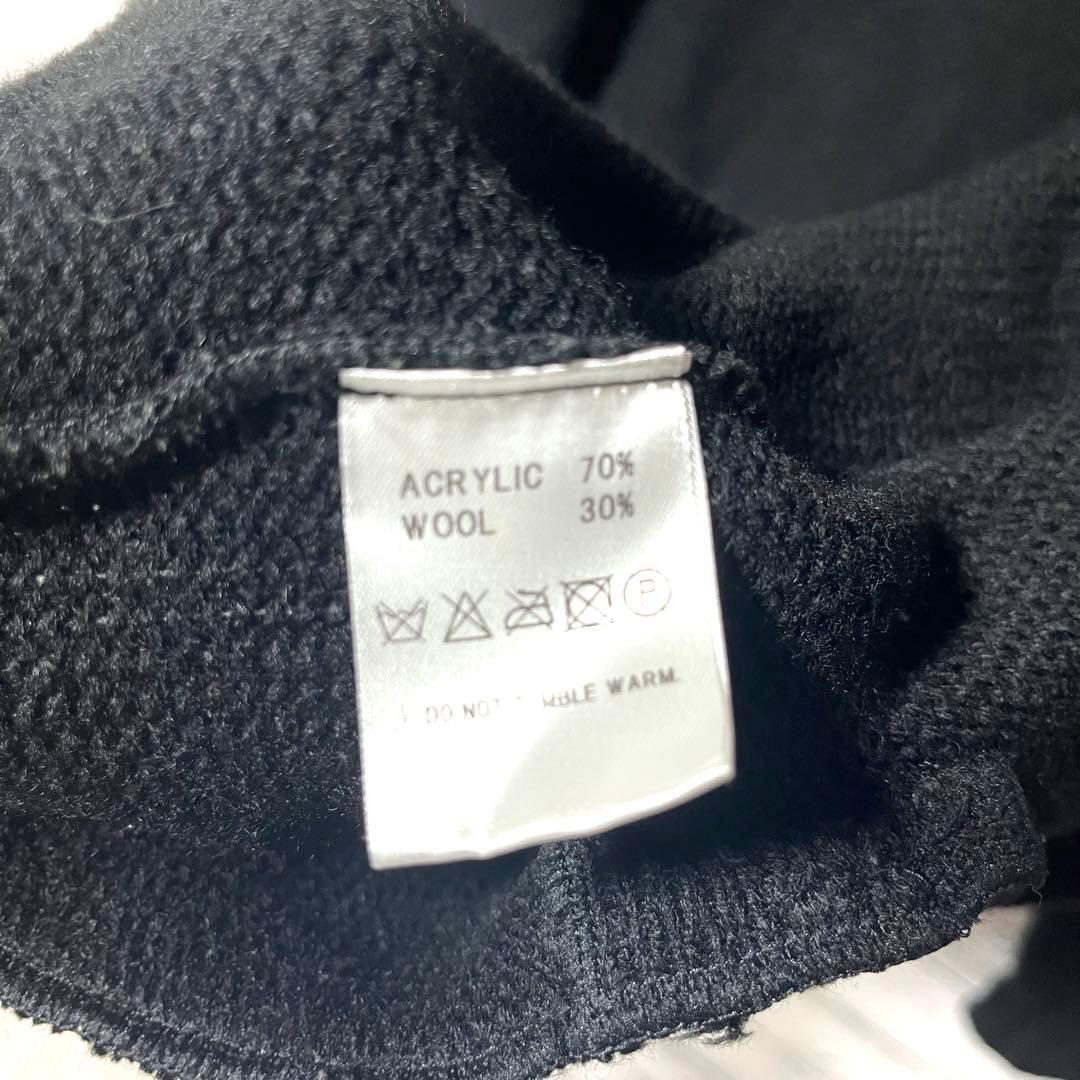 ACRYLIC 70%
WOOL 30%
P
DO NOT WARM.